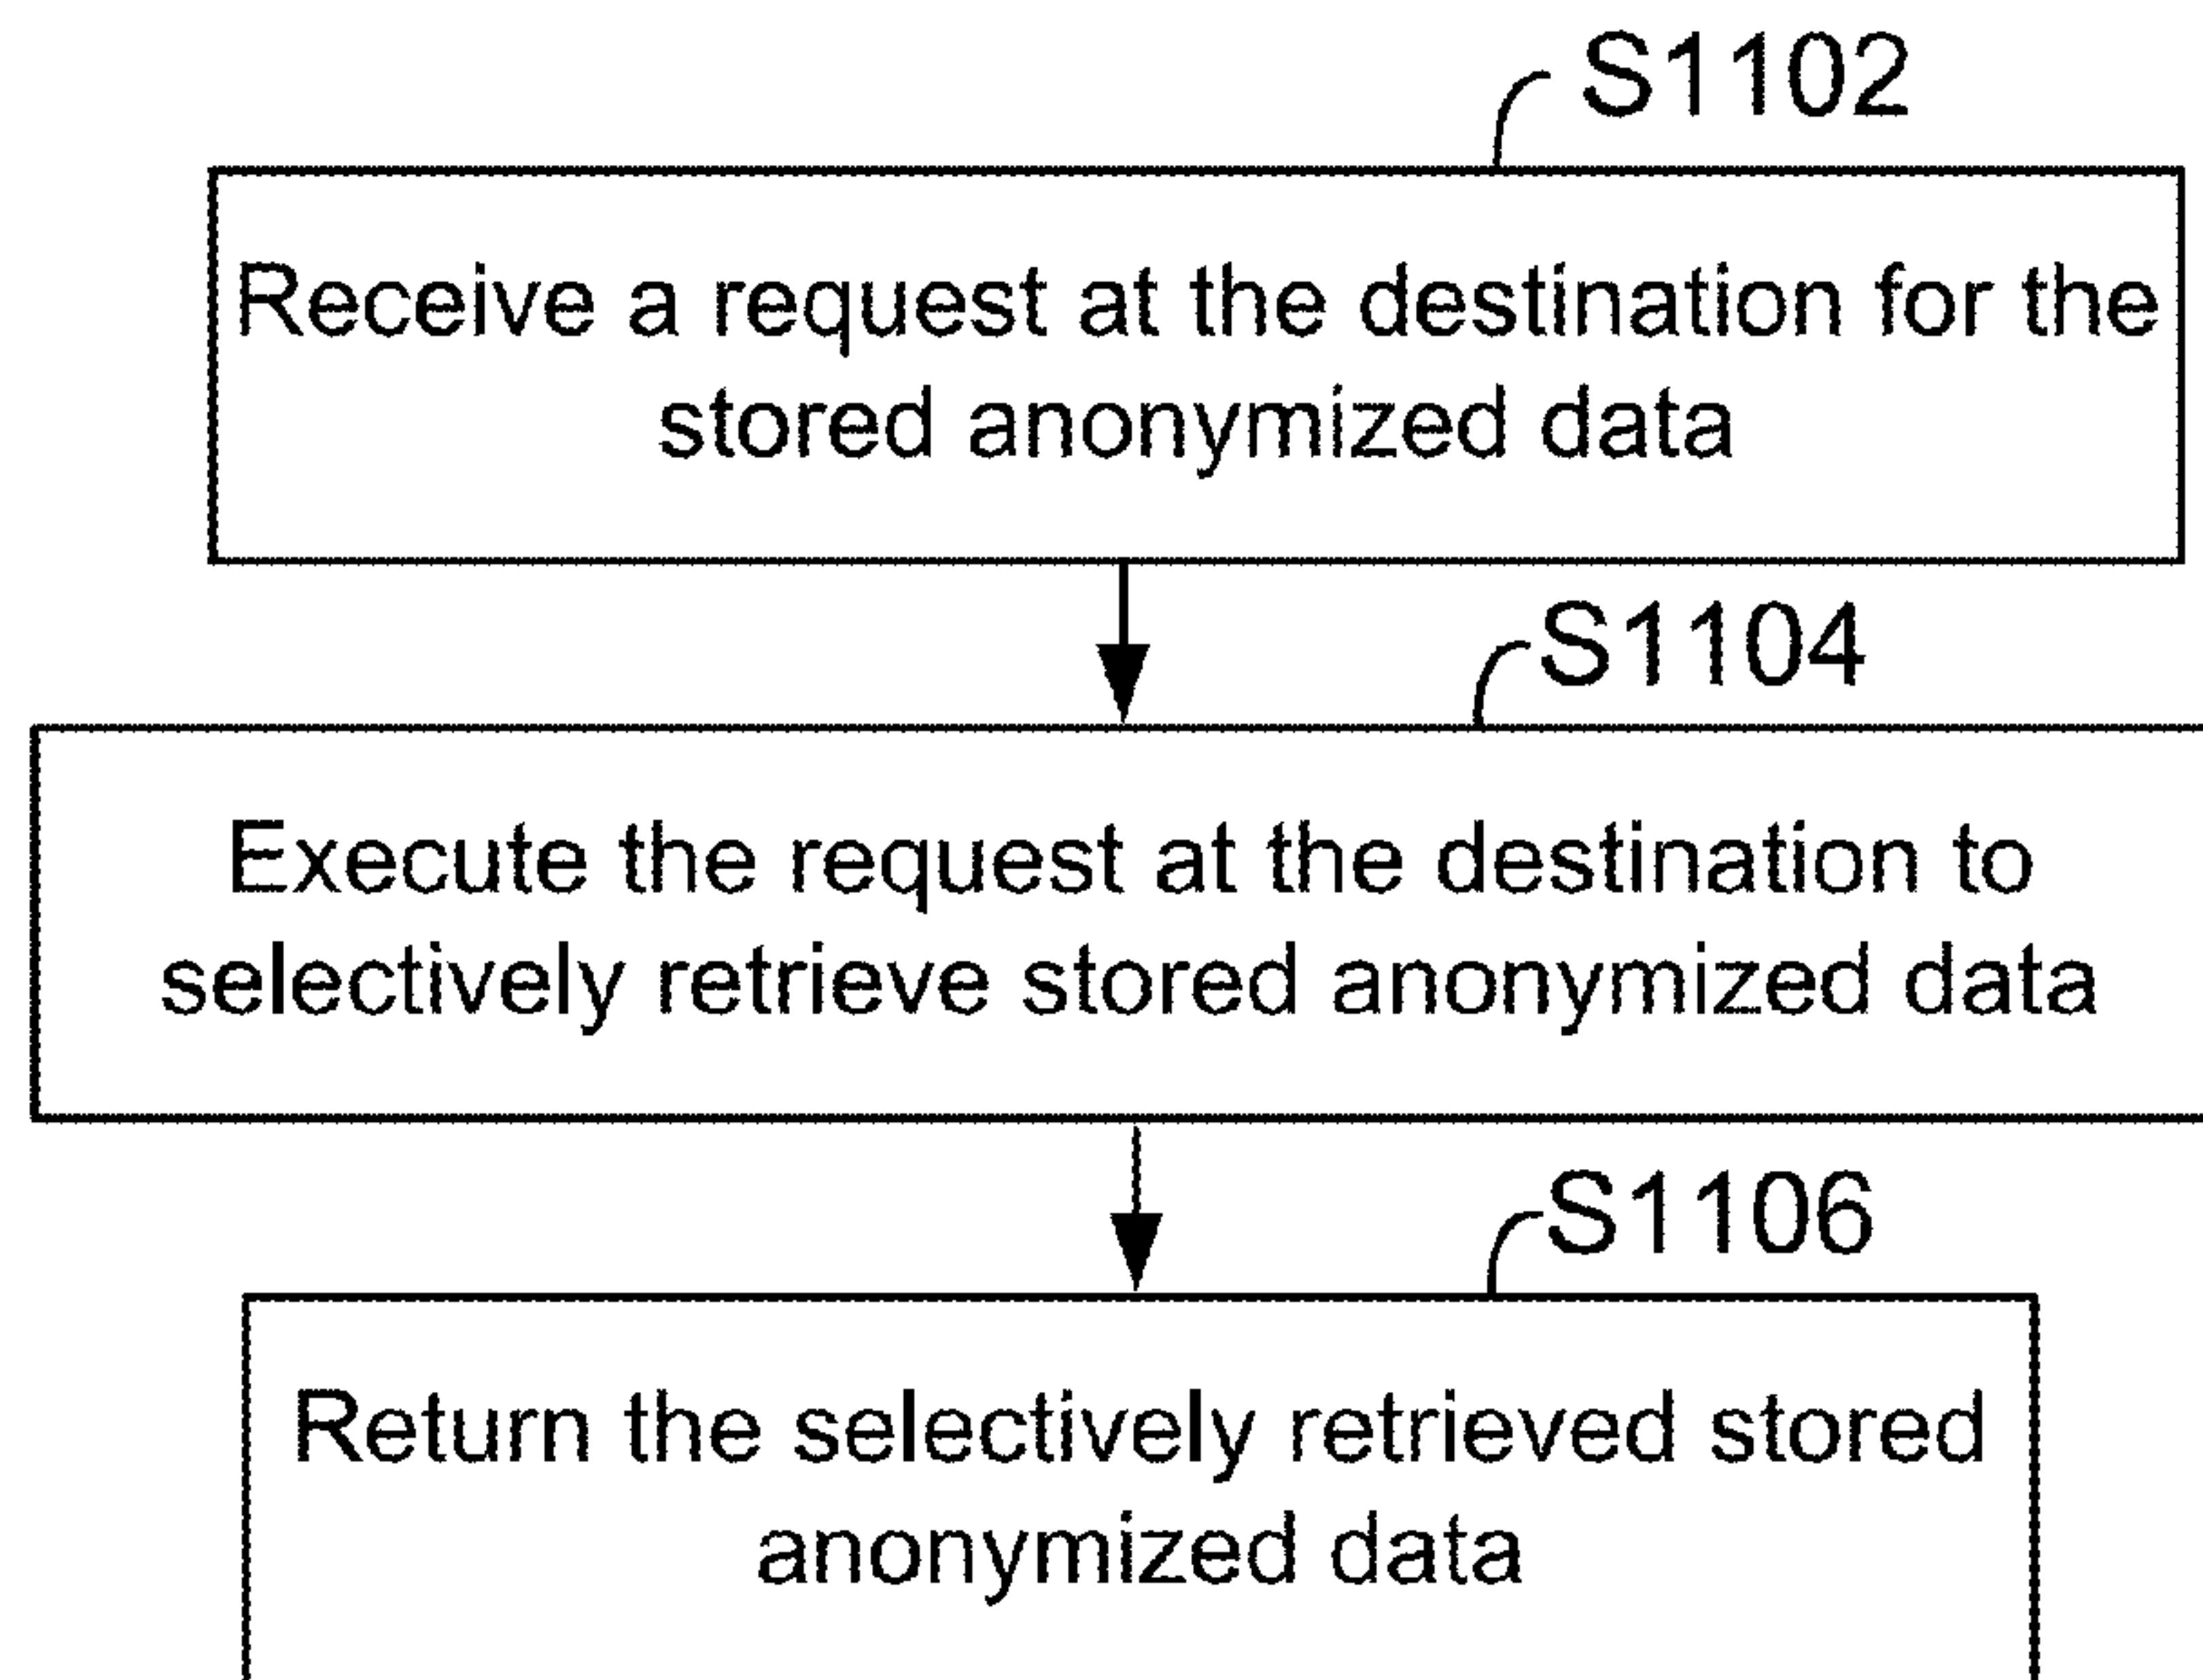 S1102
Receive a request at the destination for the
stored anonymized data
S1104
Execute the request at the destination to
selectively retrieve stored anonymized data
S1106
Return the selectively retrieved stored
anonymized data